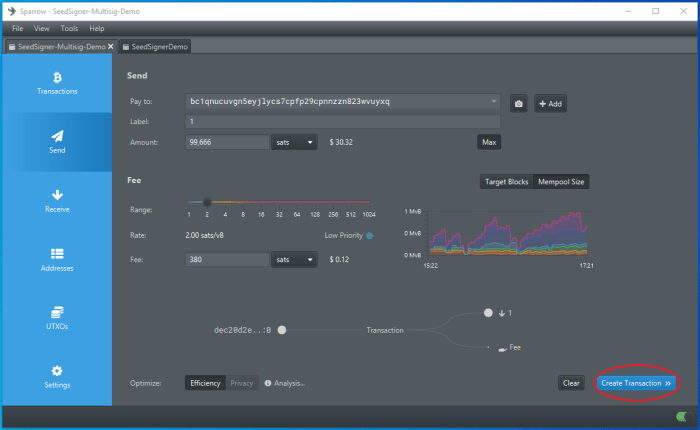 Sparrow - SeedSigner-Multisig-Demo
File View Tools Help
SeedSigner-Multisig-Demo SeedSignerDemo
Transactions
Send
Receive
Addresses
UTXOs
Settings
Send
Pay to: bc1qnucuvgn5eyjlycs7cpfp29cpnnzzn823wvuyxq + Add
Label: 1
Amount: 99,666 sats $ 30.32 Max
Fee Target Blocks Mempool Size
Range: 1 2 4 8 16 32 64 128 256 512 1024
Rate: 2.00 sats/vB Low Priority
Fee: 380 sats $ 0.12
1 MvB
0 MvB
0 MvB
15:22 17:21
dec20d2e..:0 Transaction 1
Fee
Optimize: Efficiency Privacy Analysis... Clear Create Transaction »